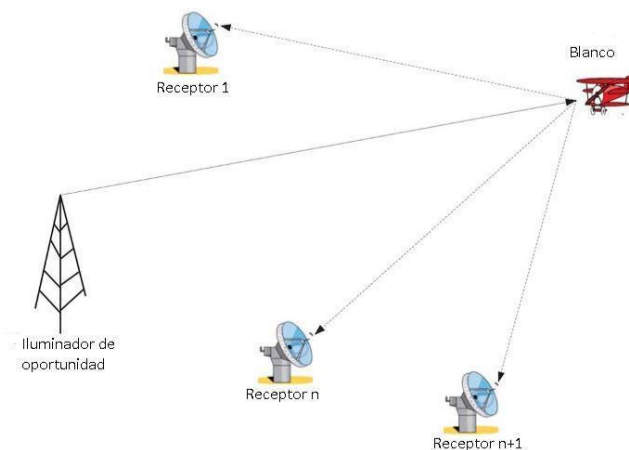 Blanco
Receptor 1
Iluminador de
oportunidad
Receptor n
Receptor n+1